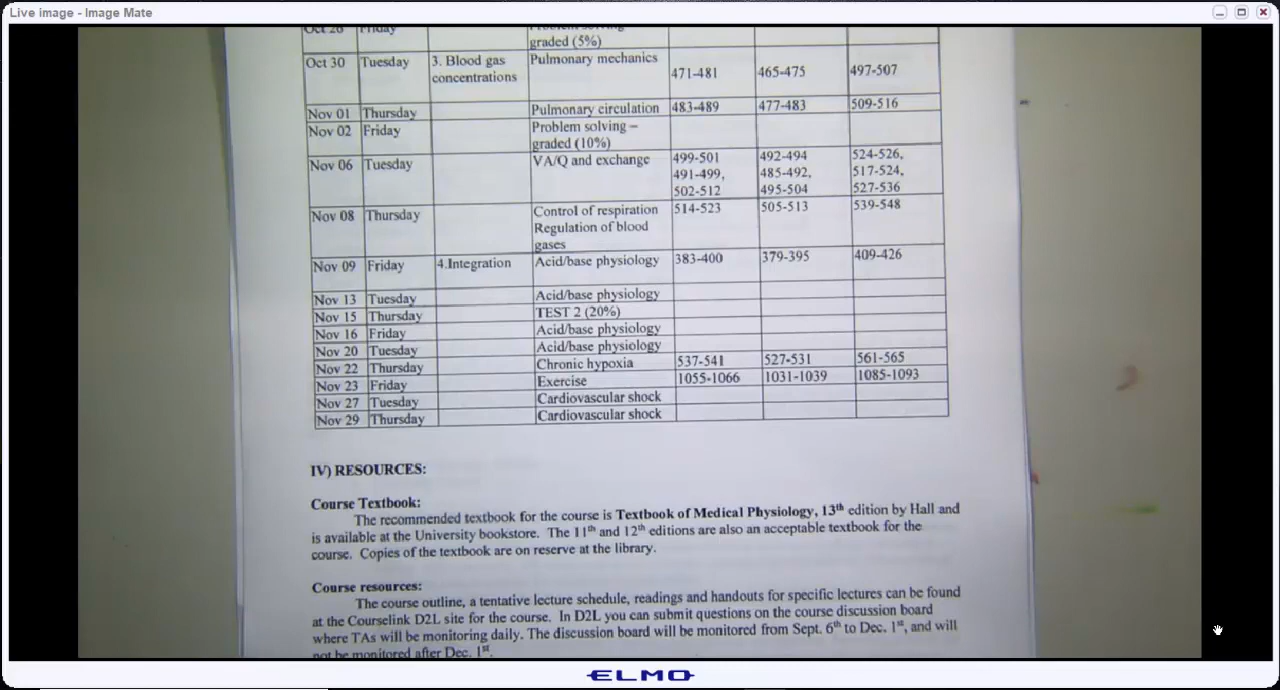 Live image - Image Mate
Oct 26 Friday Problem solving
graded (5%)
Oct 30 Tuesday 3. Blood gas Pulmonary mechanics 471-481 465-475 497-507
concentrations
Nov 01 Thursday Pulmonary circulation 483-489 477-483 509-516
Nov 02 Friday Problem solving –
graded (10%)
Nov 06 Tuesday VA/Q and exchange 499-501 492-494 524-526,
491-499, 485-492, 517-524,
502-512 495-504 527-536
Nov 08 Thursday Control of respiration 514-523 505-513 539-548
Regulation of blood
gases
Nov 09 Friday 4.Integration Acid/base physiology 383-400 379-395 409-426
Nov 13 Tuesday Acid/base physiology
Nov 15 Thursday TEST 2 (20%)
Nov 16 Friday Acid/base physiology
Nov 20 Tuesday Acid/base physiology
Nov 22 Thursday Chronic hypoxia 537-541 527-531 561-565
Nov 23 Friday Exercise 1055-1066 1031-1039 1085-1093
Nov 27 Tuesday Cardiovascular shock
Nov 29 Thursday Cardiovascular shock
IV) RESOURCES:
Course Textbook:
The recommended textbook for the course is Textbook of Medical Physiology, 13th edition by Hall and
is available at the University bookstore. The 11th and 12th editions are also an acceptable textbook for the
course. Copies of the textbook are on reserve at the library.
Course resources:
The course outline, a tentative lecture schedule, readings and handouts for specific lectures can be found
at the Courselink D2L site for the course. In D2L you can submit questions on the course discussion board
where TAs will be monitoring daily. The discussion board will be monitored from Sept. 6th to Dec. 1st, and will
not be monitored after Dec. 1st.
ELMO